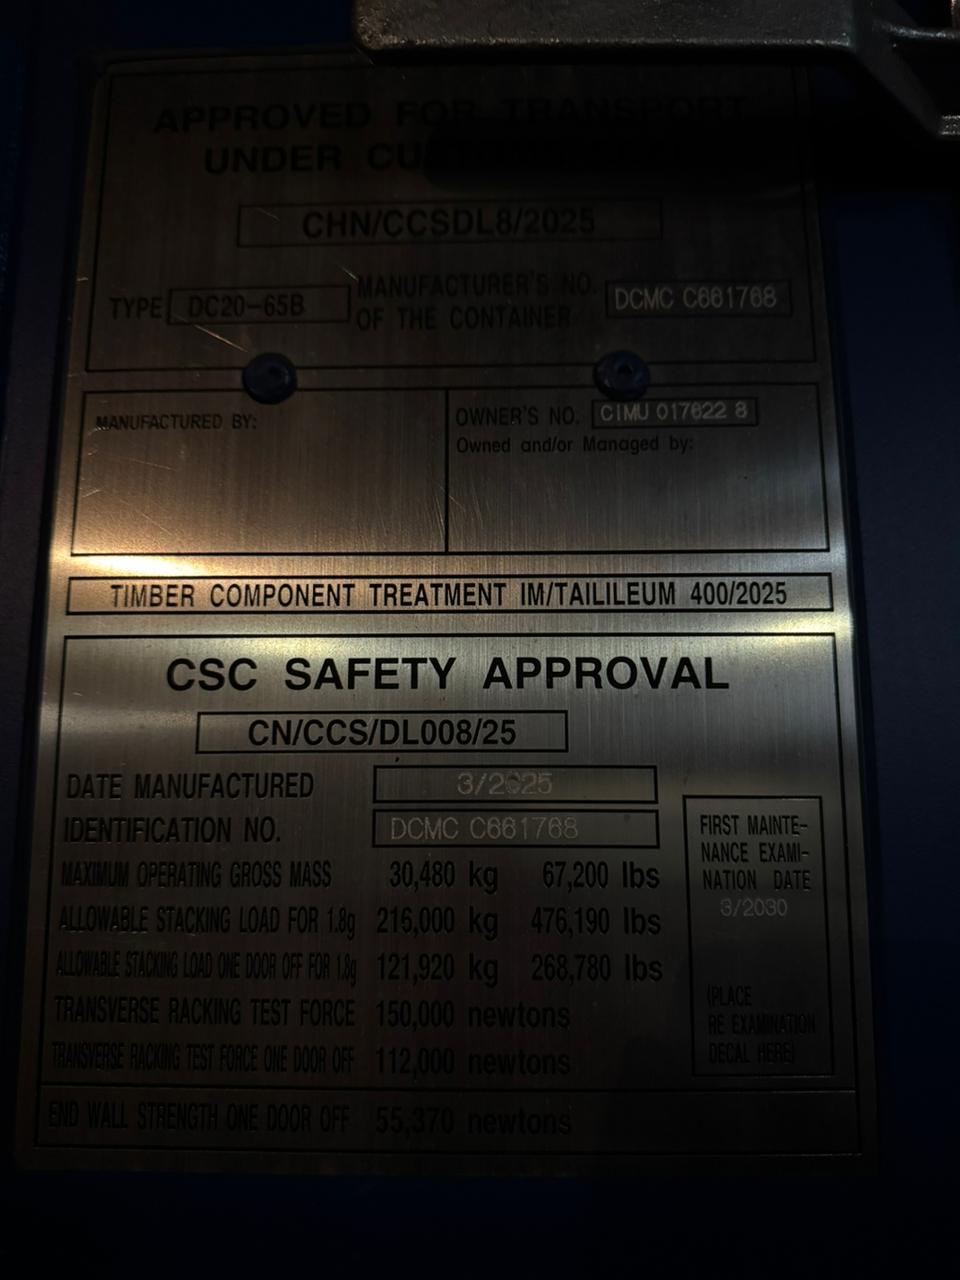 APPROVED FOR TRANSPORT
UNDER CUSTOMS SEAL
CHN/CCSDL8/2025
TYPE DC20-65B MANUFACTURER'S NO. OF THE CONTAINER DCMC C661768
MANUFACTURED BY:
OWNER'S NO. CIMU 017622 8
Owned and/or Managed by:
TIMBER COMPONENT TREATMENT IM/TAILILEUM 400/2025
CSC SAFETY APPROVAL
CN/CCS/DL008/25
DATE MANUFACTURED 3/2025
IDENTIFICATION NO. DCMC C661768
MAXIMUM OPERATING GROSS MASS 30,480 kg 67,200 lbs
ALLOWABLE STACKING LOAD FOR 1.8g 216,000 kg 476,190 lbs
ALLOWABLE STACKING LOAD ONE DOOR OFF FOR 1.8g 121,920 kg 268,780 lbs
TRANSVERSE RACKING TEST FORCE 150,000 newtons
TRANSVERSE RACKING TEST FORCE ONE DOOR OFF 112,000 newtons
END WALL STRENGTH ONE DOOR OFF 55,370 newtons
FIRST MAINTE-
NANCE EXAMI-
NATION DATE
3/2030
(PLACE
RE EXAMINATION
DECAL HERE)